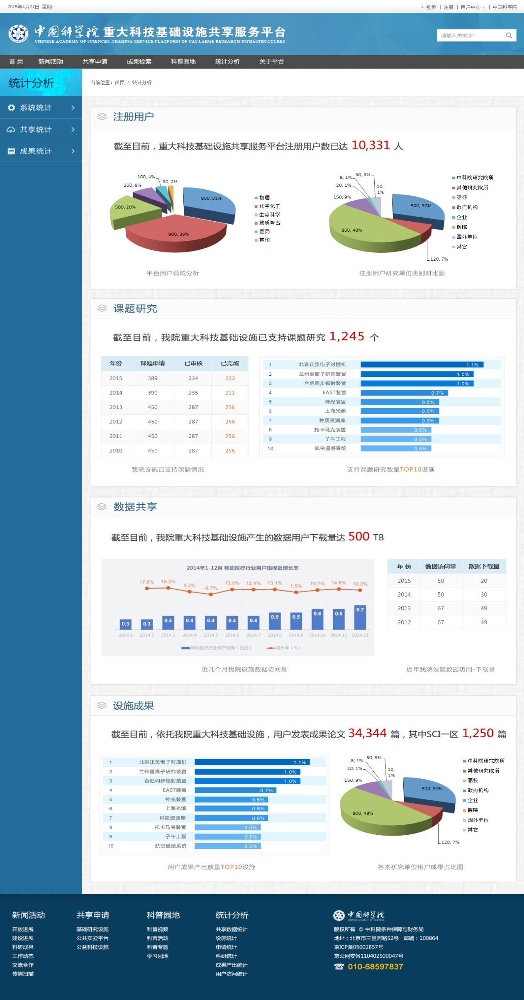 2015年4月27日 星期一
登录 | 注册 | 用户中心 | 中国科学院
中国科学院 重大科技基础设施共享服务平台
CHINESE ACADEMY OF SCIENCES, SHARING SERVICE PLATFORM OF CAS LARGE RESEARCH INFRASTRUCTURES
请输入关键字
首 页 新闻活动 共享申请 成果检索 科普园地 统计分析 关于平台
统计分析
当前位置：首页 > 统计分析
系统统计
共享统计
成果统计
注册用户
截至目前，重大科技基础设施共享服务平台注册用户数已达 10,331 人
800, 31%
900, 35%
500, 20%
200, 8%
100, 4%
50, 2%
物理
化学化工
生命科学
地质考古
医药
其他
平台用户领域分析
500, 30%
120, 7%
800, 48%
150, 9%
20, 1%
8, 1%
50, 3%
10, 1%
中科院研究院所
其他研究院所
高校
政府机构
企业
医院
国外单位
其它
注册用户研究单位类别对比图
课题研究
截至目前，我院重大科技基础设施已支持课题研究 1,245 个
年份 课题申请 已审核 已完成
2015 389 234 222
2014 390 235 211
2013 450 287 256
2012 450 287 256
2011 450 287 256
2010 450 287 256
我院设施已支持课题情况
1 北京正负电子对撞机 1.1%
2 兰州重离子研究装置 1.0%
3 合肥同步辐射装置 1.0%
4 EAST装置 0.7%
5 神光装置 0.6%
6 上海光源 0.6%
7 种质资源库 0.6%
8 托卡马克装置 0.5%
9 子午工程 0.5%
10 航空遥感系统 0.5%
支持课题研究数量TOP10设施
数据共享
截至目前，我院重大科技基础设施产生的数据用户下载量达 500 TB
2014年1-12月 移动医疗行业用户规模及增长率
17.6% 19.3% 4.3% -6.7% 13.0% 12.4% 13.1% 1.5% 10.7% 14.8% 10.3%
0.3 0.3 0.4 0.4 0.4 0.4 0.4 0.5 0.5 0.6 0.6 0.7
2014.1 2014.2 2014.3 2014.4 2014.5 2014.6 2014.7 2014.8 2014.9 2014.10 2014.11 2014.12
移动医疗行业用户规模（亿台） 增长率（%）
近几个月我院设施数据访问量
年 份 数据访问量 数据下载量
2015 50 20
2014 50 30
2013 67 49
2012 67 49
近年我院设施数据访问-下载量
设施成果
截至目前，依托我院重大科技基础设施，用户发表成果论文 34,344 篇，其中SCI一区 1,250 篇
1 北京正负电子对撞机 1.1%
2 兰州重离子研究装置 1.0%
3 合肥同步辐射装置 1.0%
4 EAST装置 0.7%
5 神光装置 0.6%
6 上海光源 0.6%
7 种质资源库 0.6%
8 托卡马克装置 0.5%
9 子午工程 0.5%
10 航空遥感系统 0.5%
用户成果产出数量TOP10设施
500, 30%
120, 7%
800, 48%
150, 9%
20, 1%
8, 1%
50, 3%
10, 1%
中科院研究院所
其他研究院所
高校
政府机构
企业
医院
国外单位
其它
各类研究单位用户成果占比图
新闻活动
开放进展
建设进展
科研成果
工作动态
交流合作
传媒扫描
共享申请
基础研究设施
公共实验平台
公益科技设施
科普园地
科普视频
科普活动
科普专题
学习园地
统计分析
共享数据统计
设施统计
申请统计
科研统计
成果产出统计
用户访问统计
中国科学院
CHINESE ACADEMY OF SCIENCES
版权所有 © 中科院条件保障与财务局
地址：北京市三里河路52号 邮编：100864
京ICP备05002857号
京公网安备110402500047号
010-68597837